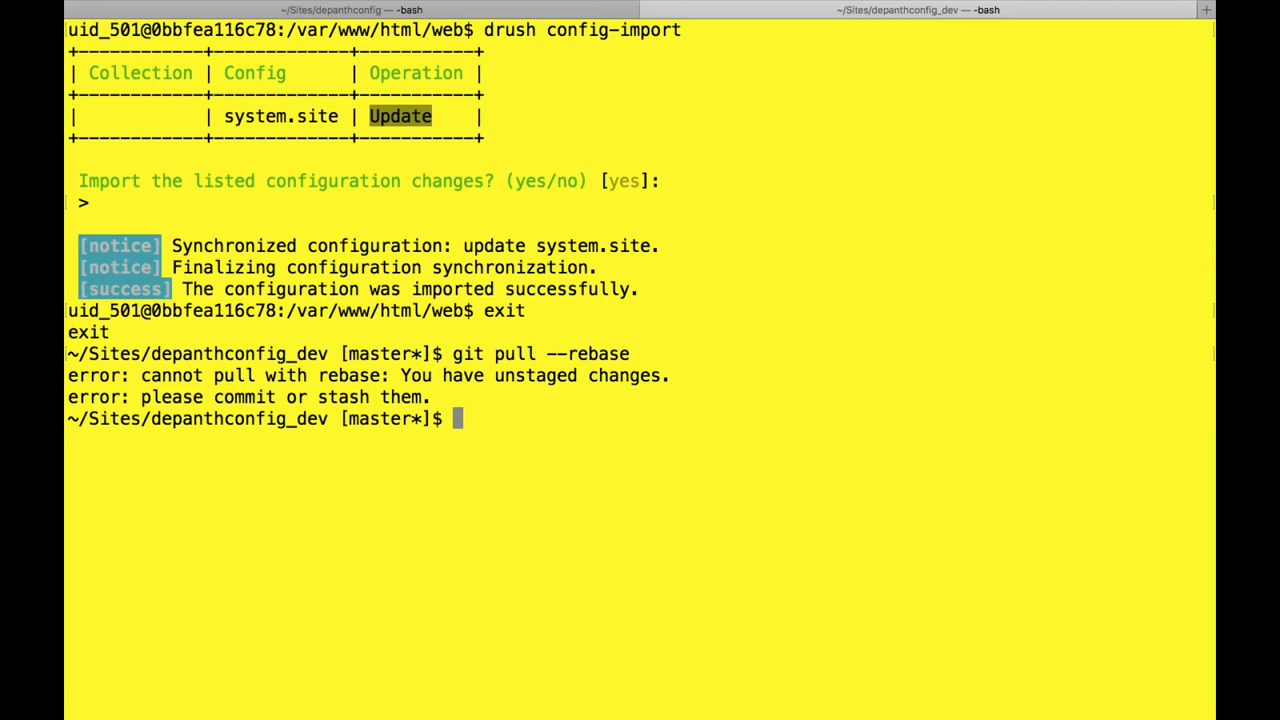 ~/Sites/depanthconfig — -bash
~/Sites/depanthconfig_dev — -bash
+
uid_501@0bbfea116c78:/var/www/html/web$ drush config-import
+------------+-------------+-----------+
| Collection | Config      | Operation |
+------------+-------------+-----------+
|            | system.site | Update    |
+------------+-------------+-----------+
Import the listed configuration changes? (yes/no) [yes]:
>
[notice] Synchronized configuration: update system.site.
[notice] Finalizing configuration synchronization.
[success] The configuration was imported successfully.
uid_501@0bbfea116c78:/var/www/html/web$ exit
exit
~/Sites/depanthconfig_dev [master*]$ git pull --rebase
error: cannot pull with rebase: You have unstaged changes.
error: please commit or stash them.
~/Sites/depanthconfig_dev [master*]$